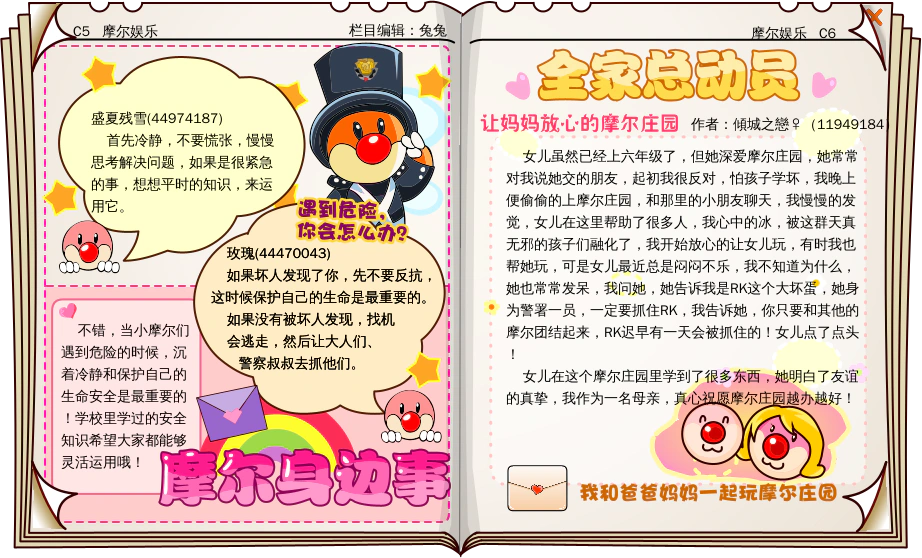 C5 摩尔娱乐
栏目编辑：兔兔
盛夏残雪(44974187)
首先冷静，不要慌张，慢慢
思考解决问题，如果是很紧急
的事，想想平时的知识，来运
用它。
遇到危险，
你会怎么办？
玫瑰(44470043)
如果坏人发现了你，先不要反抗，
这时候保护自己的生命是最重要的。
如果没有被坏人发现，找机
会逃走，然后让大人们、
警察叔叔去抓他们。
不错，当小摩尔们
遇到危险的时候，沉
着冷静和保护自己的
生命安全是最重要的
！学校里学过的安全
知识希望大家都能够
灵活运用哦！
摩尔身边事
摩尔娱乐 C6
全家总动员
让妈妈放心的摩尔庄园 作者：倾城之戀♀（11949184）
女儿虽然已经上六年级了，但她深爱摩尔庄园，她常常
对我说她交的朋友，起初我很反对，怕孩子学坏，我晚上
便偷偷的上摩尔庄园，和那里的小朋友聊天，我慢慢的发
觉，女儿在这里帮助了很多人，我心中的冰，被这群天真
无邪的孩子们融化了，我开始放心的让女儿玩，有时我也
帮她玩，可是女儿最近总是闷闷不乐，我不知道为什么，
她也常常发呆，我问她，她告诉我是RK这个大坏蛋，她身
为警署一员，一定要抓住RK，我告诉她，你只要和其他的
摩尔团结起来，RK迟早有一天会被抓住的！女儿点了点头
！
女儿在这个摩尔庄园里学到了很多东西，她明白了友谊
的真挚，我作为一名母亲，真心祝愿摩尔庄园越办越好！
我和爸爸妈妈一起玩摩尔庄园